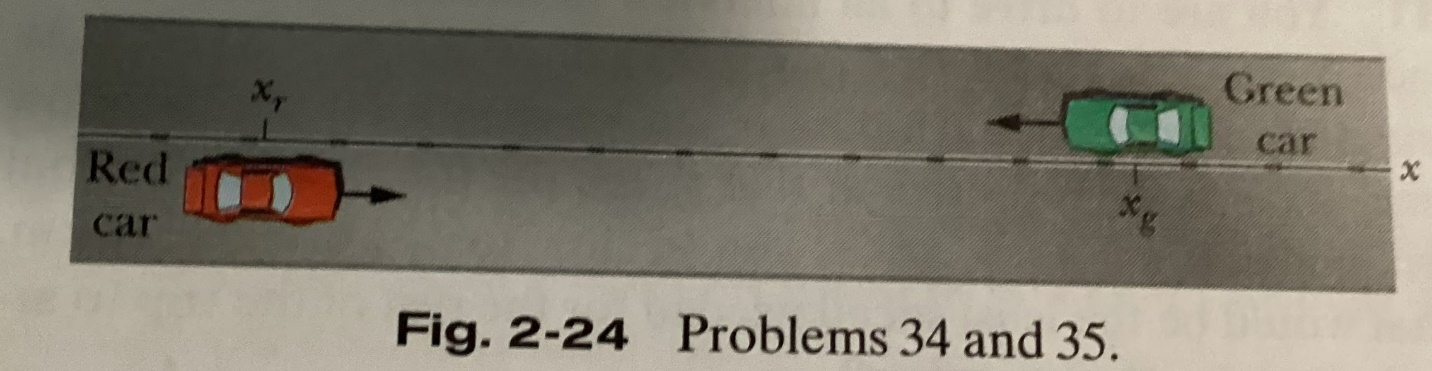 x_r
Green
car
Red
car
x
x_g
Fig. 2-24 Problems 34 and 35.